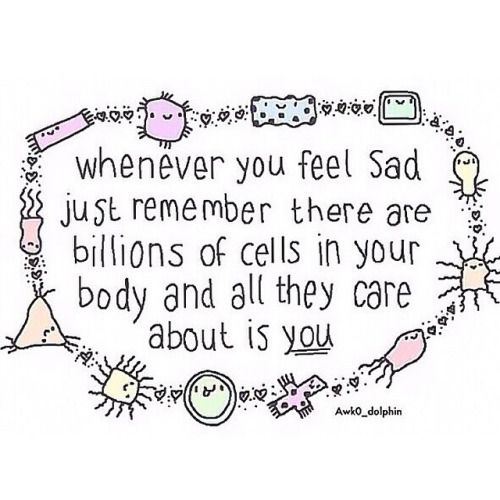 whenever you feel Sad
just remember there are
billions of cells in your
body and all they care
about is you
Awk0_dolphin